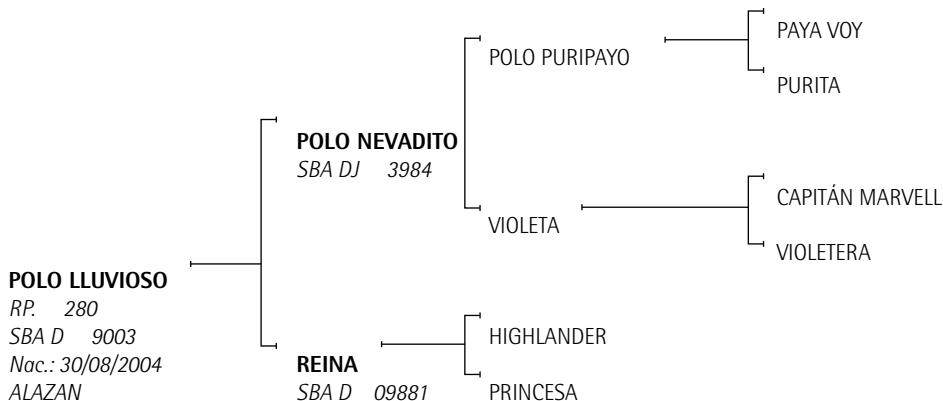 PAYA VOY
POLO PURIPAYO
PURITA
POLO NEVADITO
SBA DJ 3984
CAPITÁN MARVELL
VIOLETA
VIOLETERA
POLO LLUVIOSO
RP. 280
SBA D 9003
Nac.: 30/08/2004
ALAZAN
HIGHLANDER
REINA
SBA D 09881
PRINCESA